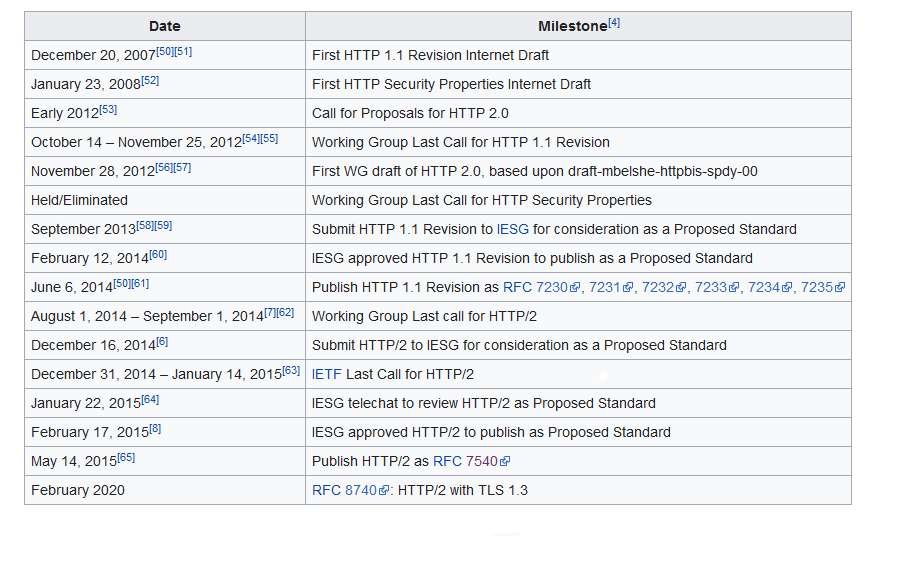 Date Milestone[4]
December 20, 2007[50][51] First HTTP 1.1 Revision Internet Draft
January 23, 2008[52] First HTTP Security Properties Internet Draft
Early 2012[53] Call for Proposals for HTTP 2.0
October 14 – November 25, 2012[54][55] Working Group Last Call for HTTP 1.1 Revision
November 28, 2012[56][57] First WG draft of HTTP 2.0, based upon draft-mbelshe-httpbis-spdy-00
Held/Eliminated Working Group Last Call for HTTP Security Properties
September 2013[58][59] Submit HTTP 1.1 Revision to IESG for consideration as a Proposed Standard
February 12, 2014[60] IESG approved HTTP 1.1 Revision to publish as a Proposed Standard
June 6, 2014[50][61] Publish HTTP 1.1 Revision as RFC 7230, 7231, 7232, 7233, 7234, 7235
August 1, 2014 – September 1, 2014[7][62] Working Group Last call for HTTP/2
December 16, 2014[6] Submit HTTP/2 to IESG for consideration as a Proposed Standard
December 31, 2014 – January 14, 2015[63] IETF Last Call for HTTP/2
January 22, 2015[64] IESG telechat to review HTTP/2 as Proposed Standard
February 17, 2015[8] IESG approved HTTP/2 to publish as Proposed Standard
May 14, 2015[65] Publish HTTP/2 as RFC 7540
February 2020 RFC 8740: HTTP/2 with TLS 1.3